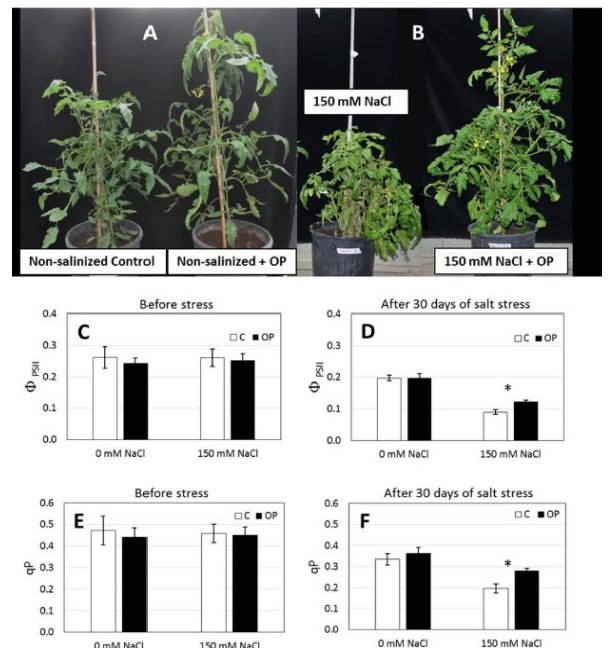 A
B
150 mM NaCl
Non-salinized Control
Non-salinized + OP
150 mM NaCl + OP
Before stress
C
C OP
0.4
0.3
0.2
0.1
0.0
Φ PSII
0 mM NaCl
150 mM NaCl
After 30 days of salt stress
D
C OP
0.4
0.3
0.2
0.1
0.0
Φ PSII
*
0 mM NaCl
150 mM NaCl
Before stress
E
C OP
0.6
0.5
0.4
0.3
0.2
0.1
0.0
qP
0 mM NaCl
150 mM NaCl
After 30 days of salt stress
F
C OP
0.6
0.5
0.4
0.3
0.2
0.1
0.0
qP
*
0 mM NaCl
150 mM NaCl